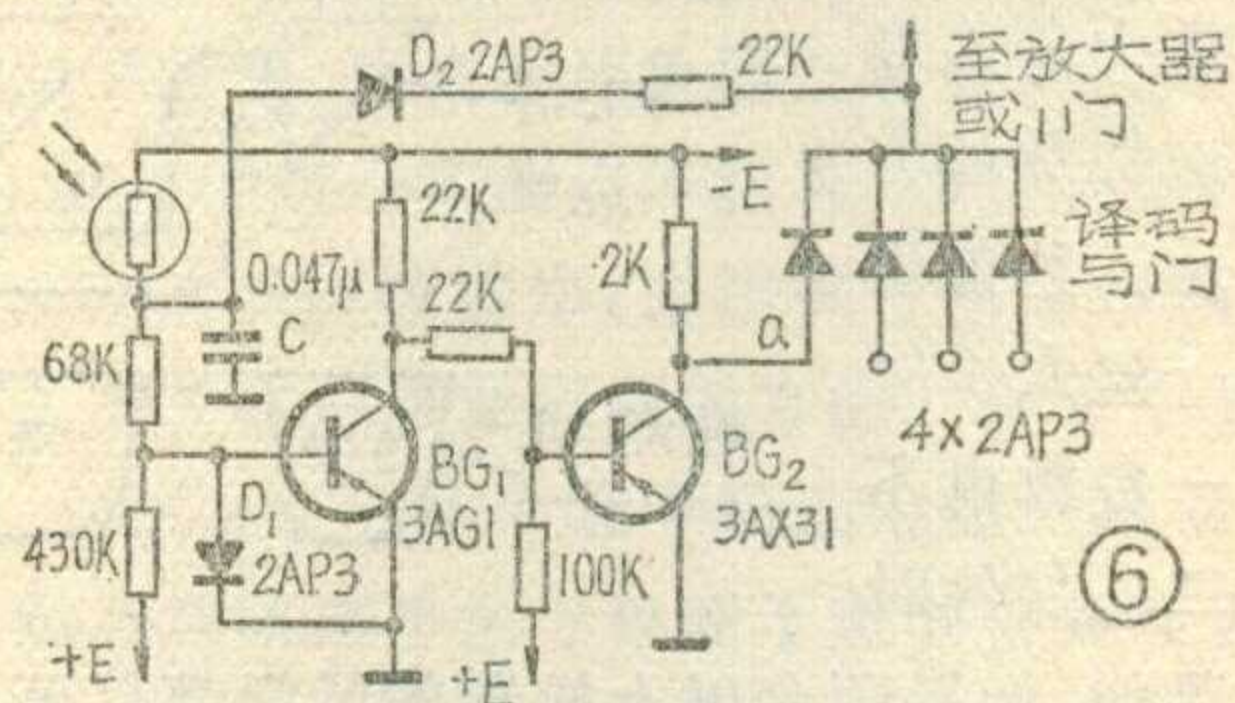 D₂ 2AP3
22K
至放大器
或门
-E
22K
2K
译码
与门
0.047μ
22K
C
a
68K
4×2AP3
BG₁
3AG1
BG₂
3AX31
D₁
2AP3
430K
100K
⑥
+E
+E